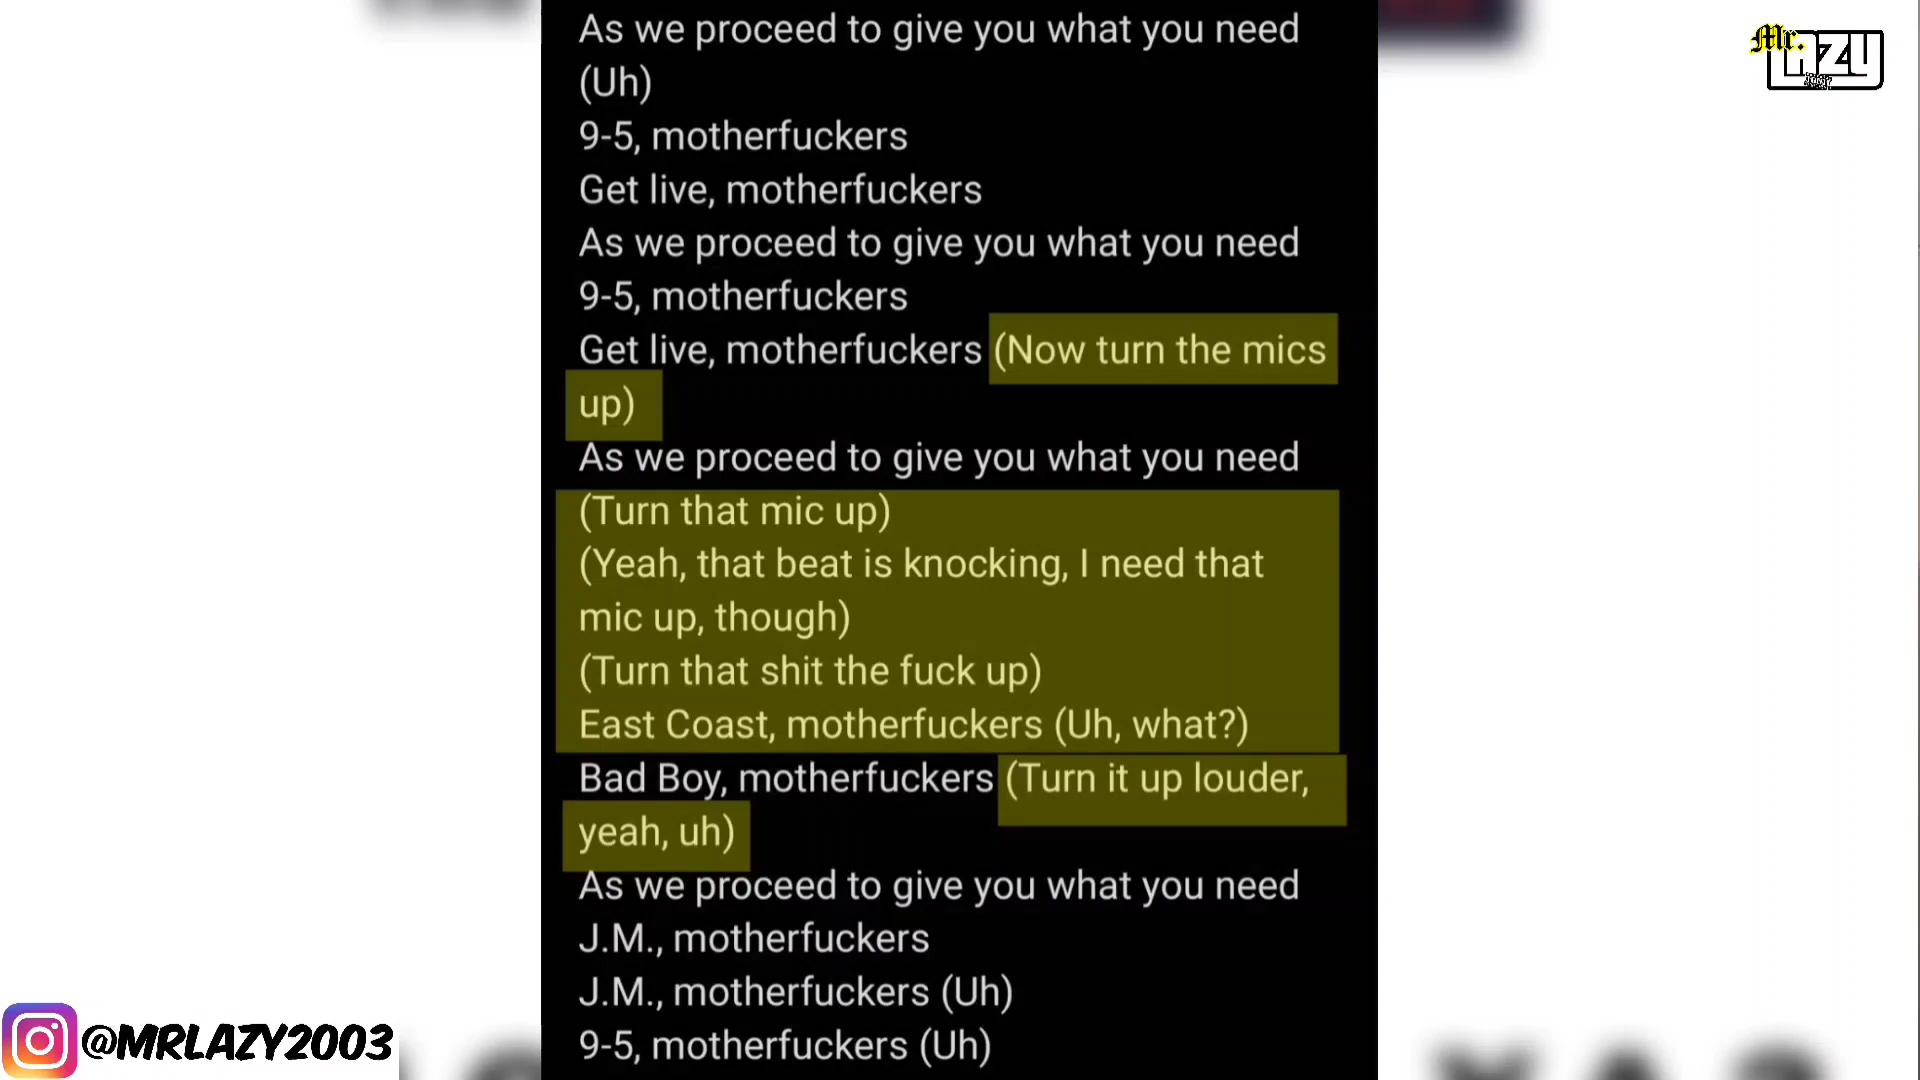 As we proceed to give you what you need
(Uh)
9-5, motherfuckers
Get live, motherfuckers
As we proceed to give you what you need
9-5, motherfuckers
Get live, motherfuckers (Now turn the mics
up)
As we proceed to give you what you need
(Turn that mic up)
(Yeah, that beat is knocking, I need that
mic up, though)
(Turn that shit the fuck up)
East Coast, motherfuckers (Uh, what?)
Bad Boy, motherfuckers (Turn it up louder,
yeah, uh)
As we proceed to give you what you need
J.M., motherfuckers
J.M., motherfuckers (Uh)
9-5, motherfuckers (Uh)
Mr.
LAZY
@MRLAZY2003